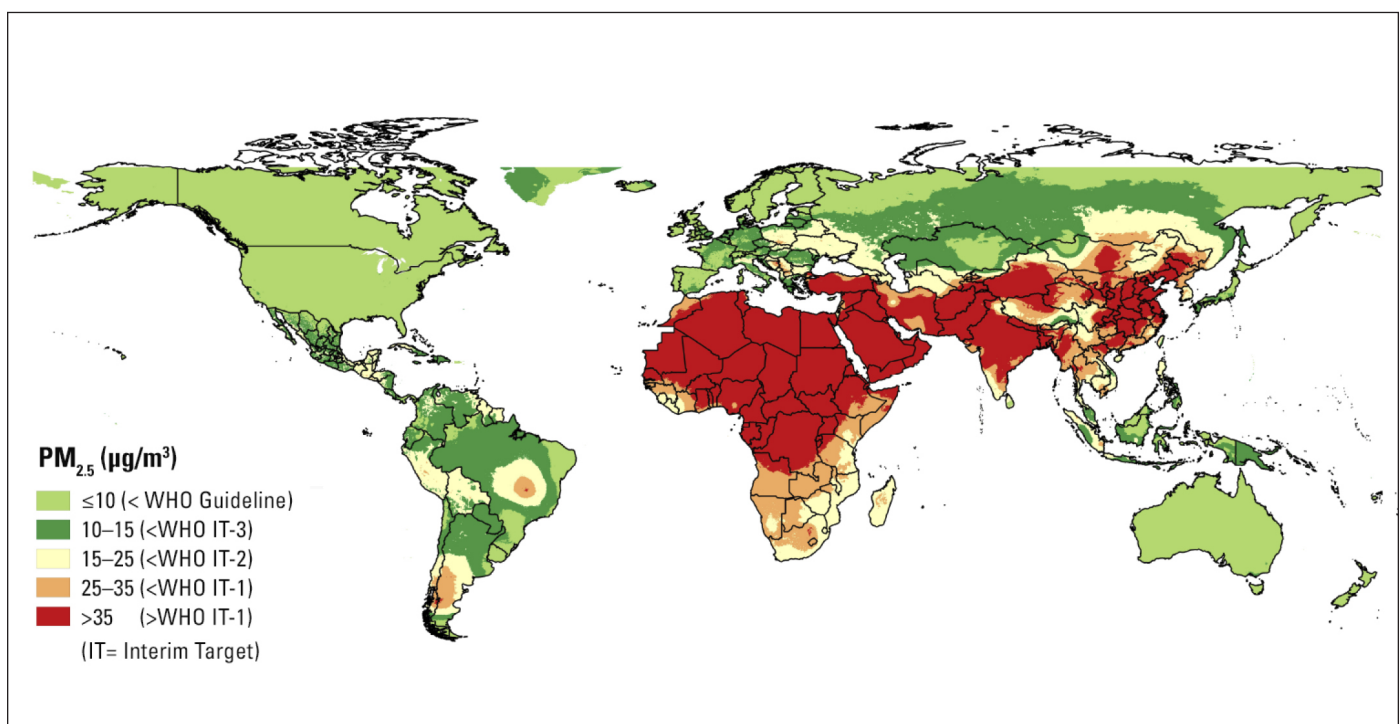 PM2.5 (µg/m³)
≤10 (< WHO Guideline)
10–15 (<WHO IT-3)
15–25 (<WHO IT-2)
25–35 (<WHO IT-1)
>35 (>WHO IT-1)
(IT= Interim Target)